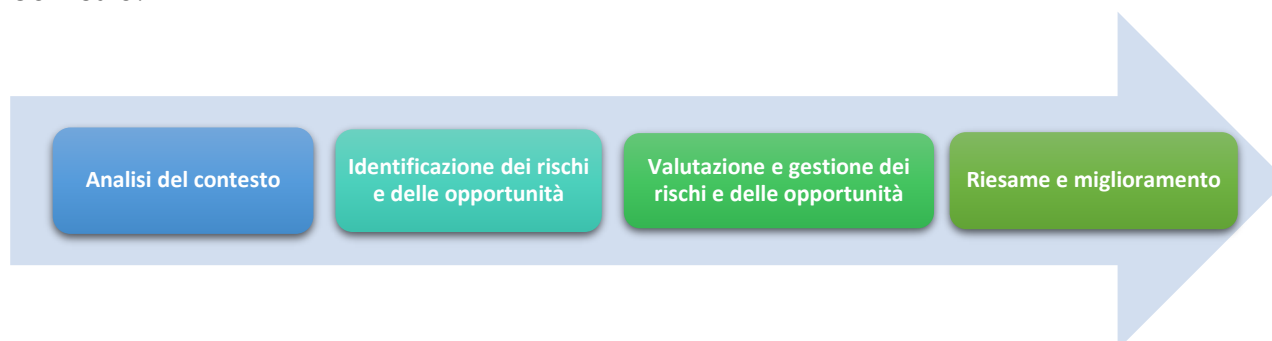 Analisi del contesto
Identificazione dei rischi
e delle opportunità
Valutazione e gestione dei
rischi e delle opportunità
Riesame e miglioramento